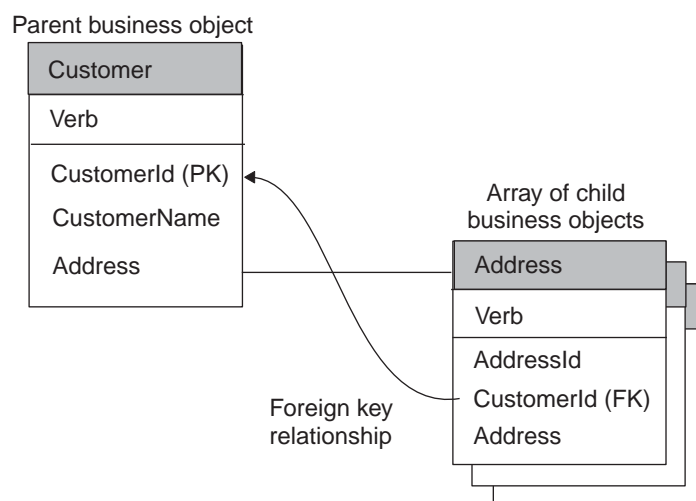 Parent business object
Customer
Verb
CustomerId (PK)
CustomerName
Address
Array of child
business objects
Address
Verb
AddressId
CustomerId (FK)
Address
Foreign key
relationship